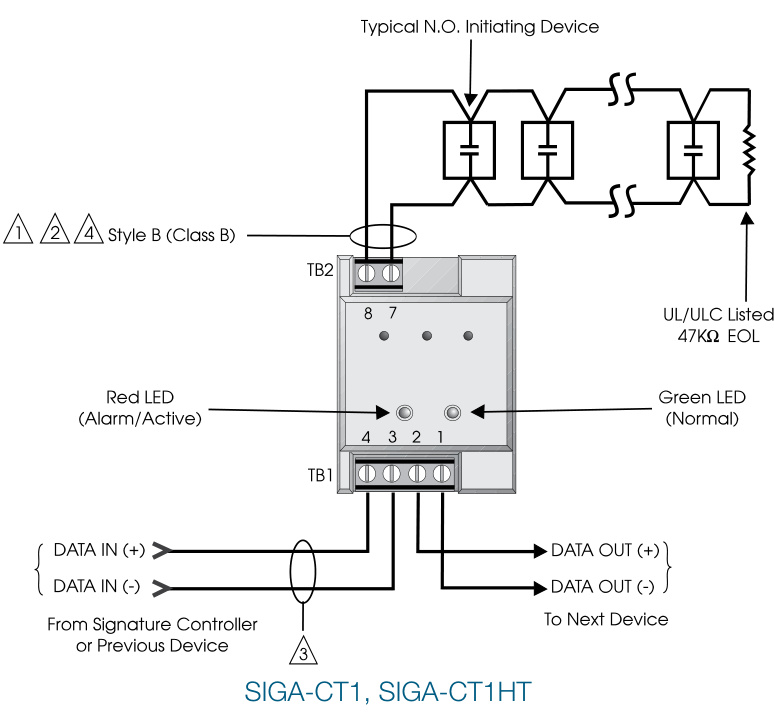 Typical N.O. Initiating Device
1 2 4 Style B (Class B)
TB2
8 7
UL/ULC Listed
47KΩ EOL
Red LED
(Alarm/Active)
Green LED
(Normal)
4 3 2 1
TB1
DATA IN (+)
DATA OUT (+)
DATA IN (-)
DATA OUT (-)
From Signature Controller
or Previous Device
To Next Device
3
SIGA-CT1, SIGA-CT1HT